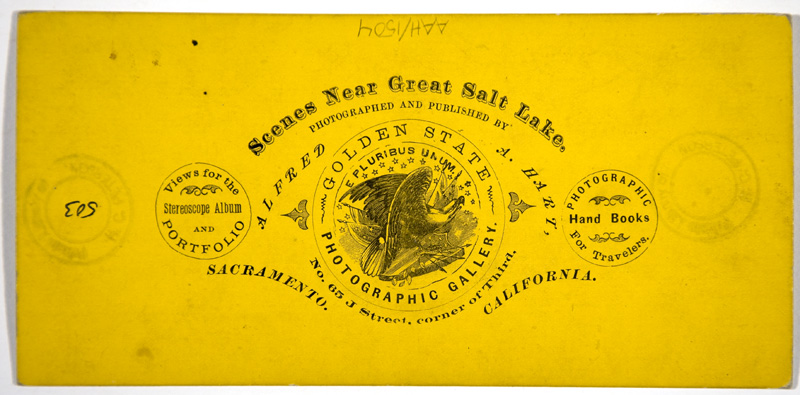 AAH/1504
Scenes Near Great Salt Lake,
PHOTOGRAPHED AND PUBLISHED BY
ALFRED A. HART,
GOLDEN STATE
E PLURIBUS UNUM
PHOTOGRAPHIC GALLERY.
No. 65 J Street, corner of Third,
SACRAMENTO. CALIFORNIA.
Views for the
Stereoscope Album
AND
PORTFOLIO
PHOTOGRAPHIC
Hand Books
For Travelers.
503